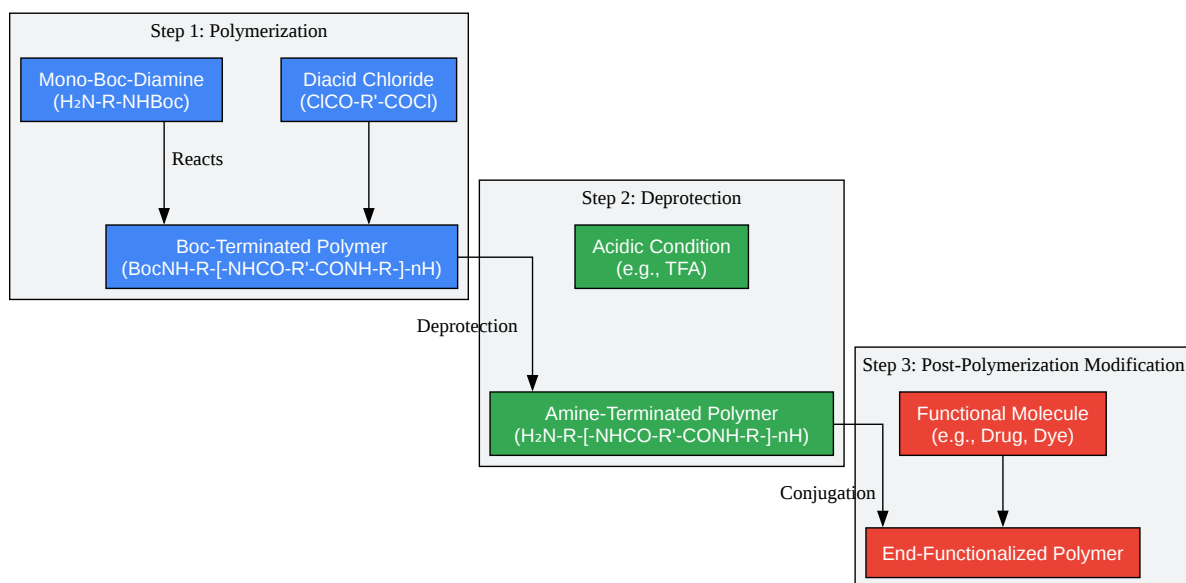 Step 1: Polymerization
Mono-Boc-Diamine
(H₂N-R-NHBoc)
Diacid Chloride
(ClCO-R'-COCl)
Reacts
Boc-Terminated Polymer
(BocNH-R-[-NHCO-R'-CONH-R-]-nH)
Step 2: Deprotection
Acidic Condition
(e.g., TFA)
Deprotection
Amine-Terminated Polymer
(H₂N-R-[-NHCO-R'-CONH-R-]-nH)
Step 3: Post-Polymerization Modification
Functional Molecule
(e.g., Drug, Dye)
Conjugation
End-Functionalized Polymer